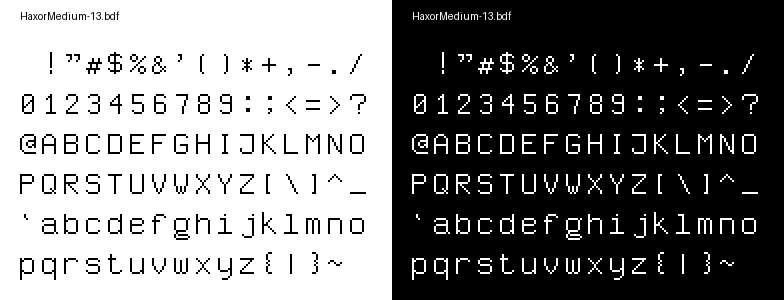 HaxorMedium-13.bdf
!"#$%&'()*+,-./
0123456789:;<=>?
@ABCDEFGHIJKLMNO
PQRSTUVWXYZ[\]^_
`abcdefghijklmno
pqrstuvwxyz{|}~
HaxorMedium-13.bdf
!"#$%&'()*+,-./
0123456789:;<=>?
@ABCDEFGHIJKLMNO
PQRSTUVWXYZ[\]^_
`abcdefghijklmno
pqrstuvwxyz{|}~